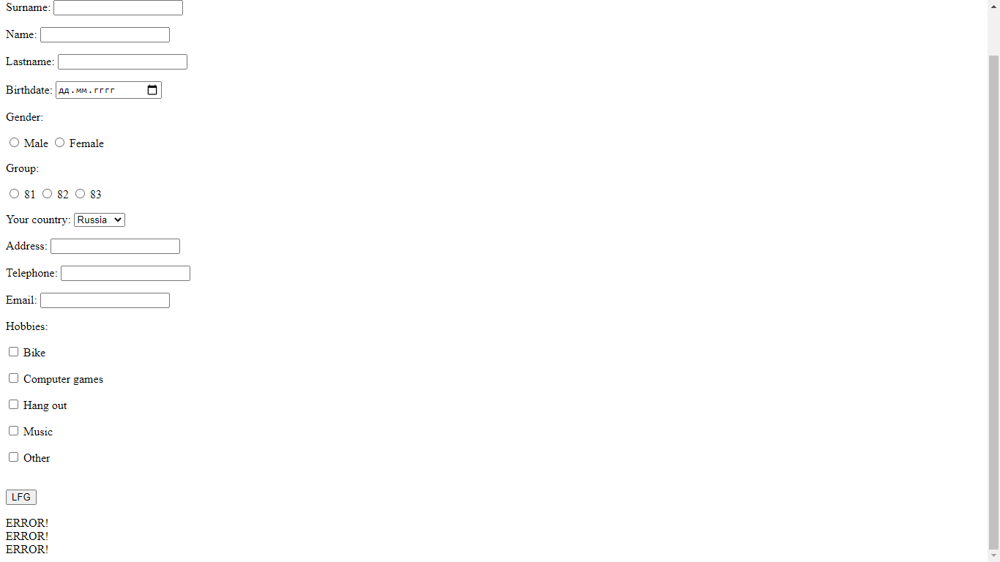 Surname:
Name:
Lastname:
Birthdate: дд.мм.гггг
Gender:
Male Female
Group:
81 82 83
Your country: Russia
Address:
Telephone:
Email:
Hobbies:
Bike
Computer games
Hang out
Music
Other
LFG
ERROR!
ERROR!
ERROR!